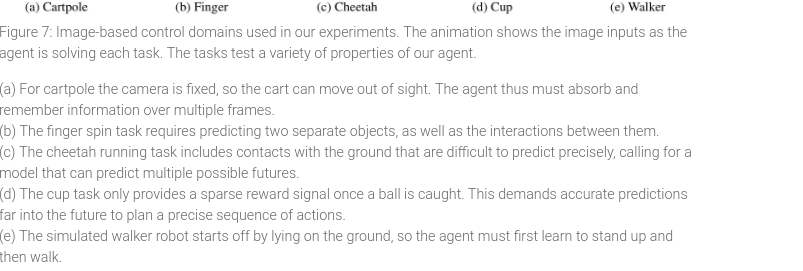 (a) Cartpole (b) Finger (c) Cheetah (d) Cup (e) Walker
Figure 7: Image-based control domains used in our experiments. The animation shows the image inputs as the
agent is solving each task. The tasks test a variety of properties of our agent.
(a) For cartpole the camera is fixed, so the cart can move out of sight. The agent thus must absorb and
remember information over multiple frames.
(b) The finger spin task requires predicting two separate objects, as well as the interactions between them.
(c) The cheetah running task includes contacts with the ground that are difficult to predict precisely, calling for a
model that can predict multiple possible futures.
(d) The cup task only provides a sparse reward signal once a ball is caught. This demands accurate predictions
far into the future to plan a precise sequence of actions.
(e) The simulated walker robot starts off by lying on the ground, so the agent must first learn to stand up and
then walk.